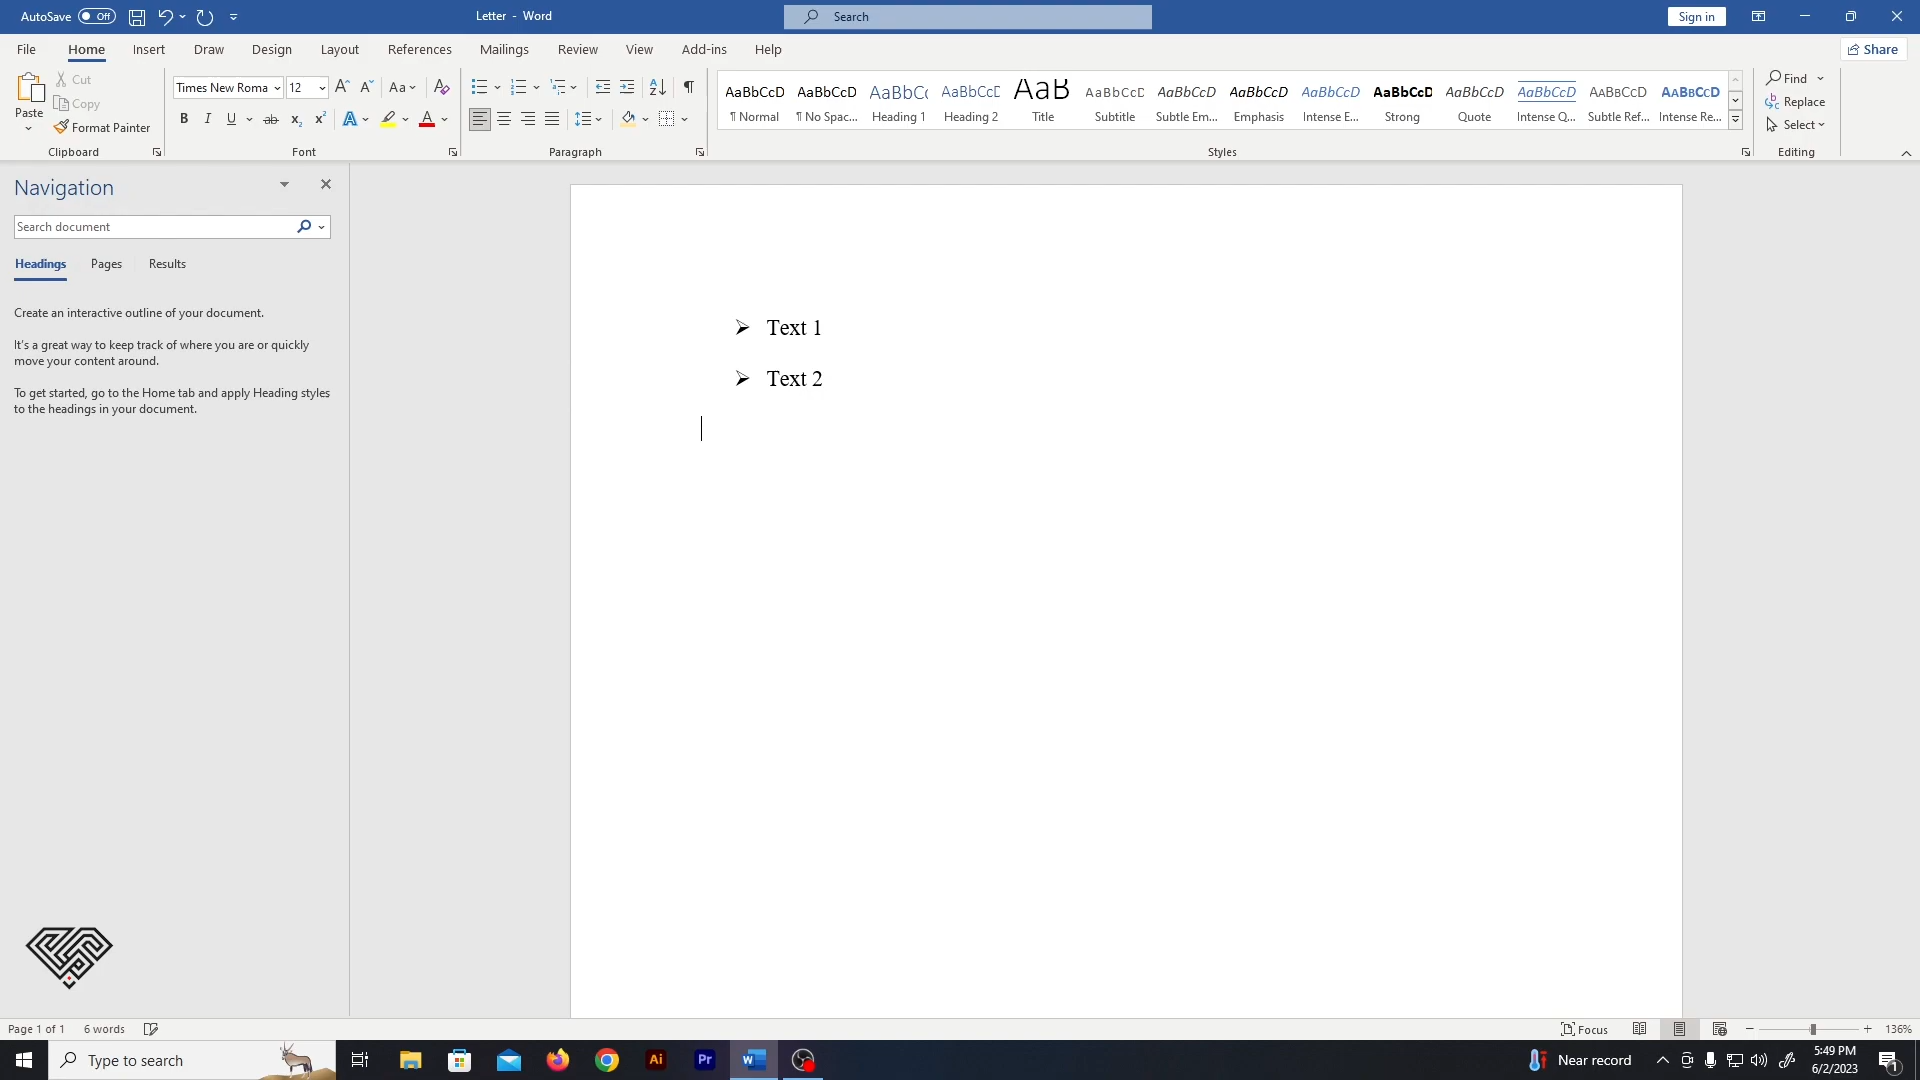 AutoSave Off
Letter - Word
Search
Sign in
File Home Insert Draw Design Layout References Mailings Review View Add-ins Help
Share
Paste
Cut
Copy
Format Painter
Clipboard
Times New Roma 12
Aa
Font
Paragraph
AaBbCcD AaBbCcD AaBbC AaBbCcD AaB AaBbCcD AaBbCcD AaBbCcD AaBbCcD AaBbCcD AaBbCcD AaBbCcD AaBbCcD AaBbCcD
¶ Normal ¶ No Spac... Heading 1 Heading 2 Title Subtitle Subtle Em... Emphasis Intense E... Strong Quote Intense Q... Subtle Ref... Intense Re...
Styles
Find
Replace
Select
Editing
Navigation
Search document
Headings Pages Results
Create an interactive outline of your document.
It's a great way to keep track of where you are or quickly
move your content around.
To get started, go to the Home tab and apply Heading styles
to the headings in your document.
➢ Text 1
➢ Text 2
Page 1 of 1 6 words
Focus
136%
Type to search
Ai
Pr
Near record
5:49 PM
6/2/2023
1